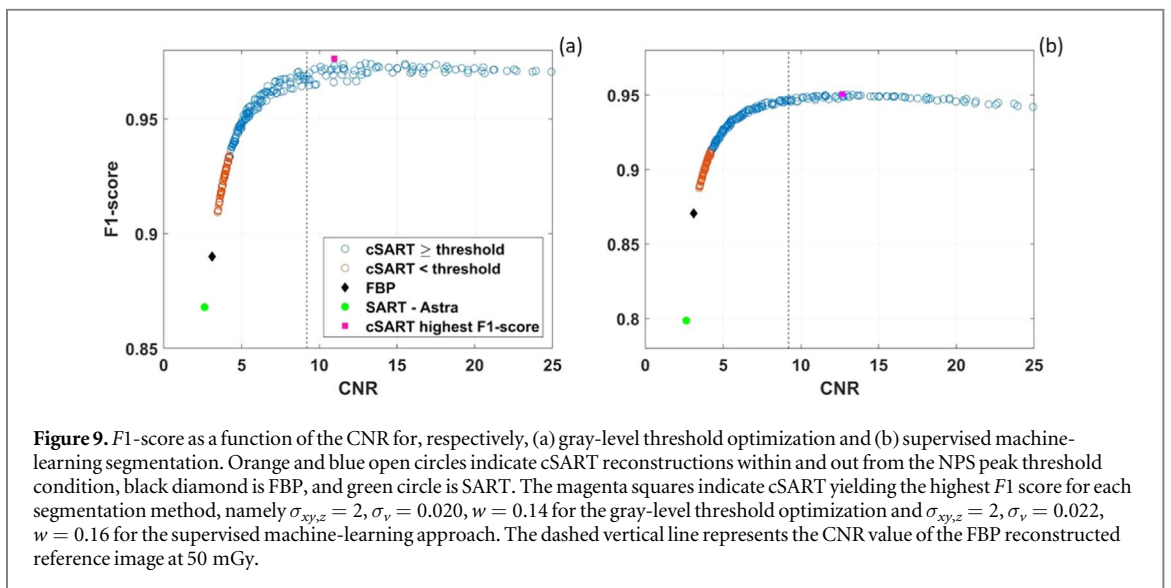 (a)
(b)
0.95
0.9
0.85
F1-score
0 5 10 15 20 25
CNR
cSART ≥ threshold
cSART < threshold
FBP
SART - Astra
cSART highest F1-score
0.95
0.9
0.85
0.8
0 5 10 15 20 25
CNR
Figure 9. F1-score as a function of the CNR for, respectively, (a) gray-level threshold optimization and (b) supervised machine-
learning segmentation. Orange and blue open circles indicate cSART reconstructions within and out from the NPS peak threshold
condition, black diamond is FBP, and green circle is SART. The magenta squares indicate cSART yielding the highest F1 score for each
segmentation method, namely σxy,z = 2, σv = 0.020, w = 0.14 for the gray-level threshold optimization and σxy,z = 2, σv = 0.022,
w = 0.16 for the supervised machine-learning approach. The dashed vertical line represents the CNR value of the FBP reconstructed
reference image at 50 mGy.